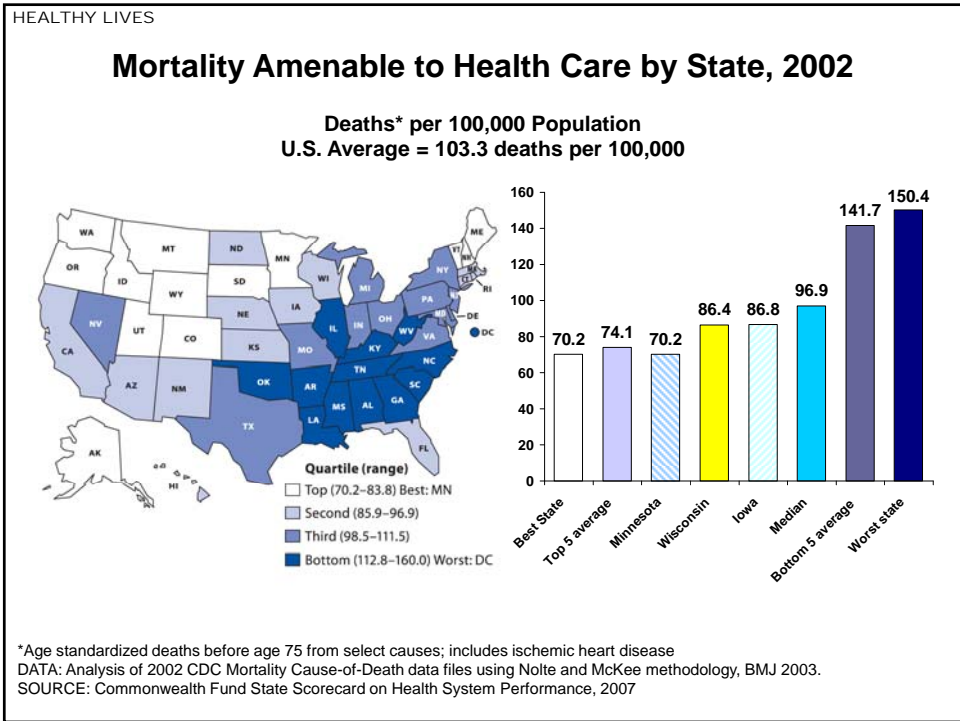 HEALTHY LIVES
Mortality Amenable to Health Care by State, 2002
Deaths* per 100,000 Population
U.S. Average = 103.3 deaths per 100,000
WA
OR
ID
MT
WY
UT
CO
ND
SD
NE
KS
MN
IA
WI
MI
IL
IN
OH
MO
NV
CA
AZ
NM
TX
OK
AR
LA
MS
AL
GA
TN
KY
WV
VA
NC
SC
FL
PA
NY
NJ
MD
DE
DC
ME
VT
NH
MA
CT
RI
AK
HI
Quartile (range)
Top (70.2–83.8) Best: MN
Second (85.9–96.9)
Third (98.5–111.5)
Bottom (112.8–160.0) Worst: DC
160
140
120
100
80
60
40
20
0
70.2
74.1
70.2
86.4
86.8
96.9
141.7
150.4
Best State
Top 5 average
Minnesota
Wisconsin
Iowa
Median
Bottom 5 average
Worst state
*Age standardized deaths before age 75 from select causes; includes ischemic heart disease
DATA: Analysis of 2002 CDC Mortality Cause-of-Death data files using Nolte and McKee methodology, BMJ 2003.
SOURCE: Commonwealth Fund State Scorecard on Health System Performance, 2007